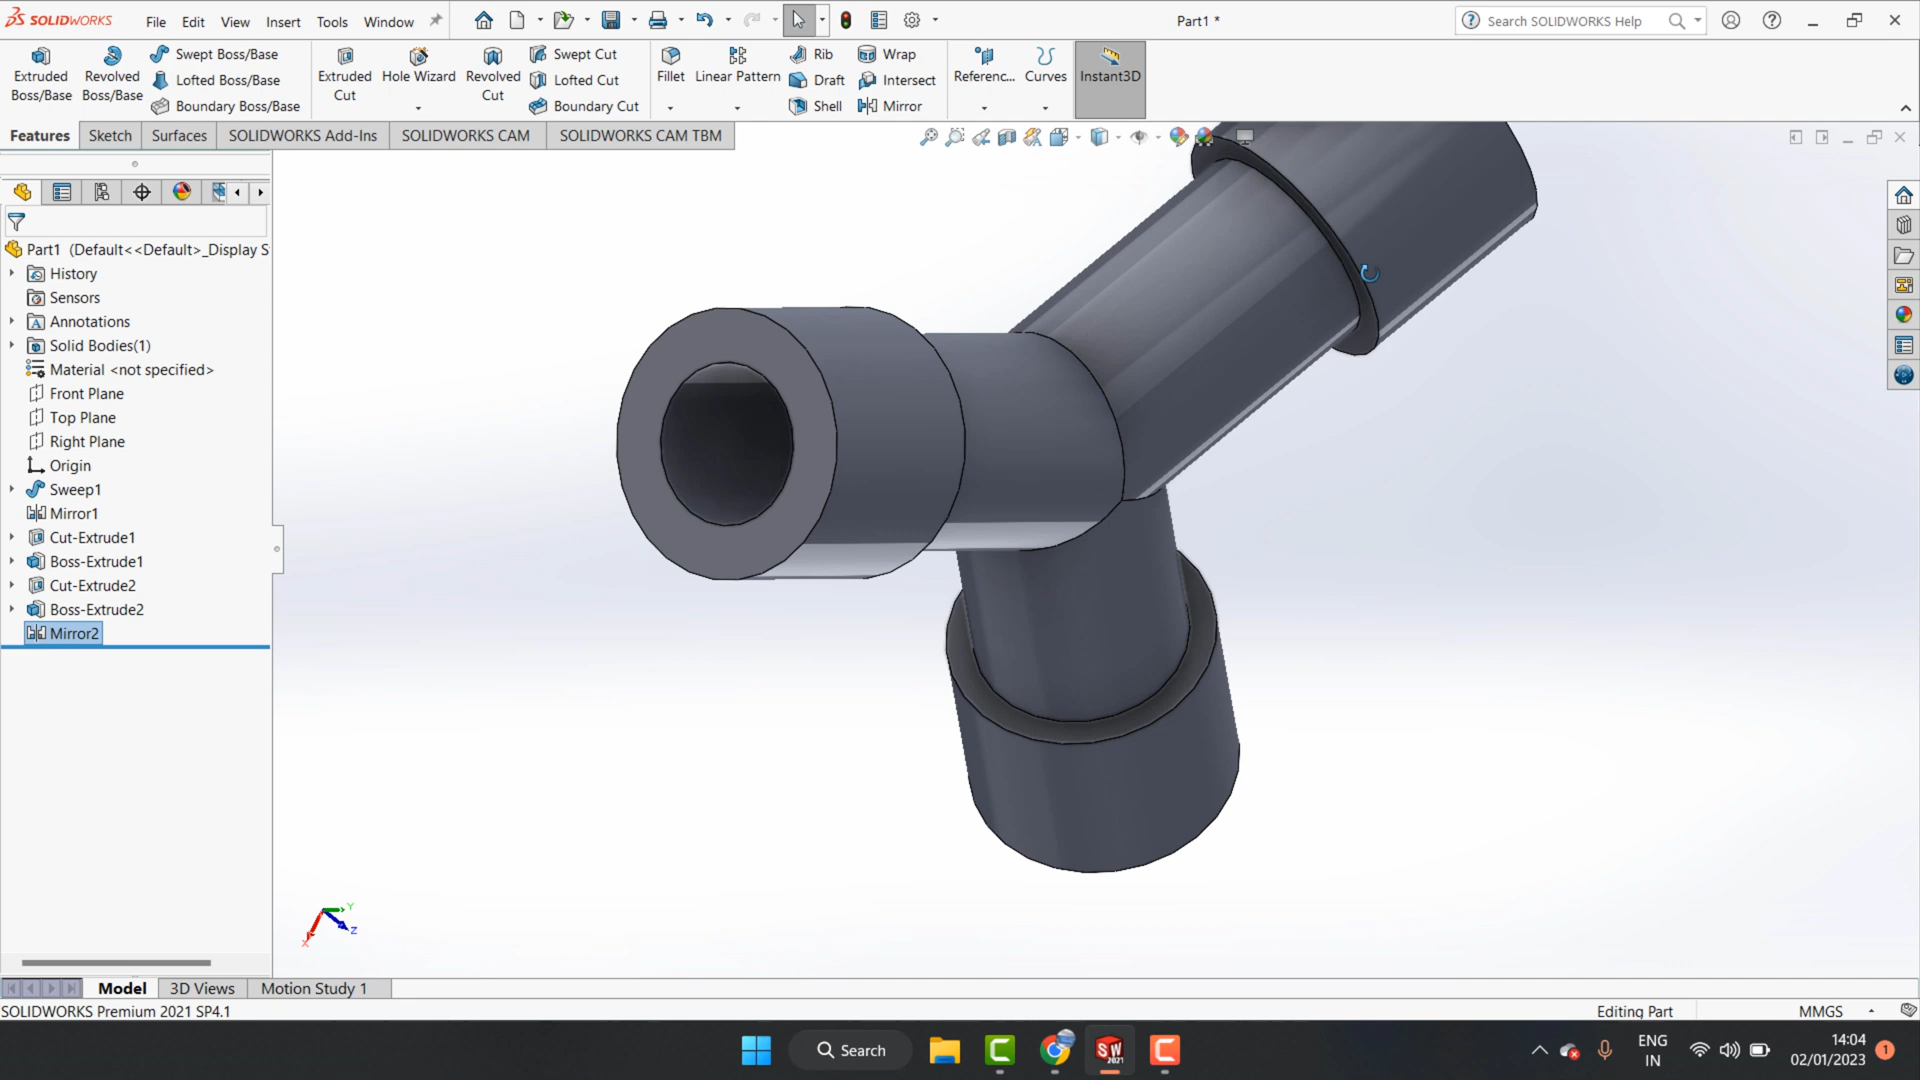 SOLIDWORKS File Edit View Insert Tools Window Part1 * Search SOLIDWORKS Help
Extruded Boss/Base
Revolved Boss/Base
Swept Boss/Base
Lofted Boss/Base
Boundary Boss/Base
Extruded Cut
Hole Wizard
Revolved Cut
Swept Cut
Lofted Cut
Boundary Cut
Fillet
Linear Pattern
Rib
Draft
Shell
Wrap
Intersect
Mirror
Referenc...
Curves
Instant3D
Features Sketch Surfaces SOLIDWORKS Add-Ins SOLIDWORKS CAM SOLIDWORKS CAM TBM
Part1 (Default<<Default>_Display S
History
Sensors
Annotations
Solid Bodies(1)
Material <not specified>
Front Plane
Top Plane
Right Plane
Origin
Sweep1
Mirror1
Cut-Extrude1
Boss-Extrude1
Cut-Extrude2
Boss-Extrude2
Mirror2
Y
Z
X
Model 3D Views Motion Study 1
SOLIDWORKS Premium 2021 SP4.1 Editing Part MMGS
Search
SW
2021
ENG
IN
14:04
02/01/2023
1